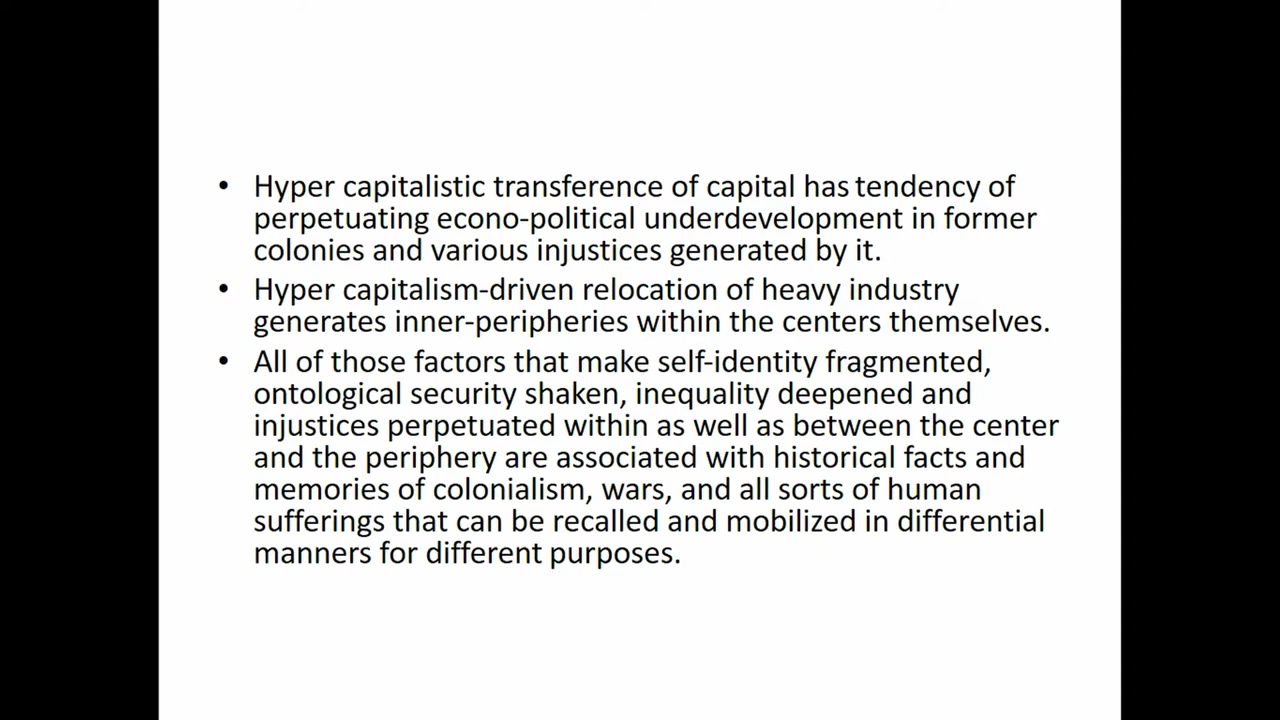 • Hyper capitalistic transference of capital has tendency of
perpetuating econo-political underdevelopment in former
colonies and various injustices generated by it.
• Hyper capitalism-driven relocation of heavy industry
generates inner-peripheries within the centers themselves.
• All of those factors that make self-identity fragmented,
ontological security shaken, inequality deepened and
injustices perpetuated within as well as between the center
and the periphery are associated with historical facts and
memories of colonialism, wars, and all sorts of human
sufferings that can be recalled and mobilized in differential
manners for different purposes.